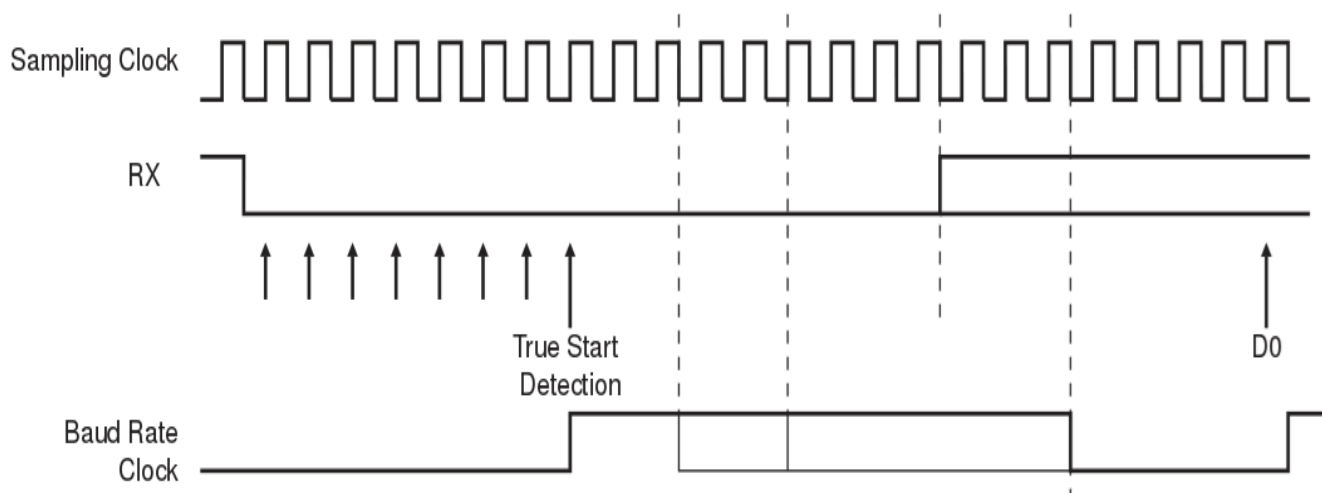 Sampling Clock
RX
True Start
Detection
D0
Baud Rate
Clock